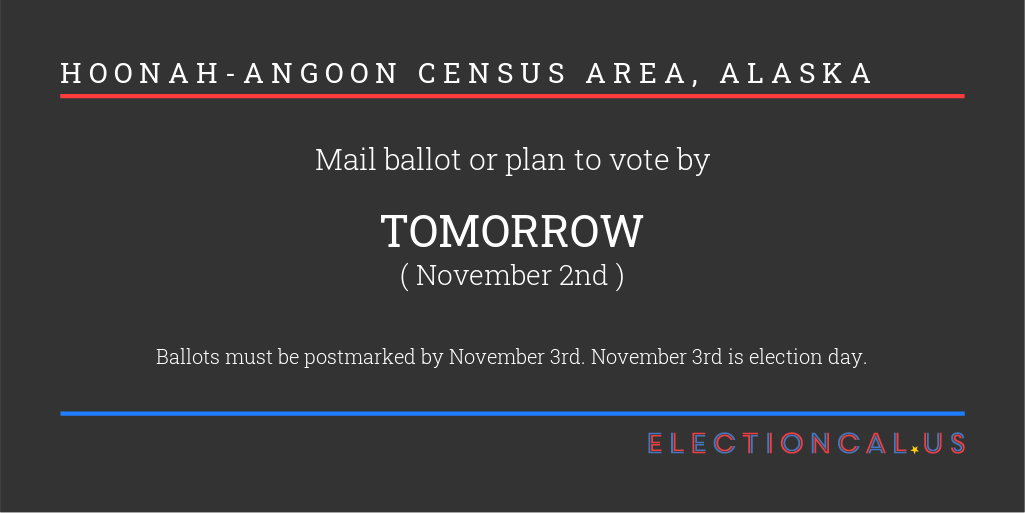 HOONAH-ANGOON CENSUS AREA, ALASKA
Mail ballot or plan to vote by
TOMORROW
( November 2nd )
Ballots must be postmarked by November 3rd. November 3rd is election day.
ELECTIONCAL.US